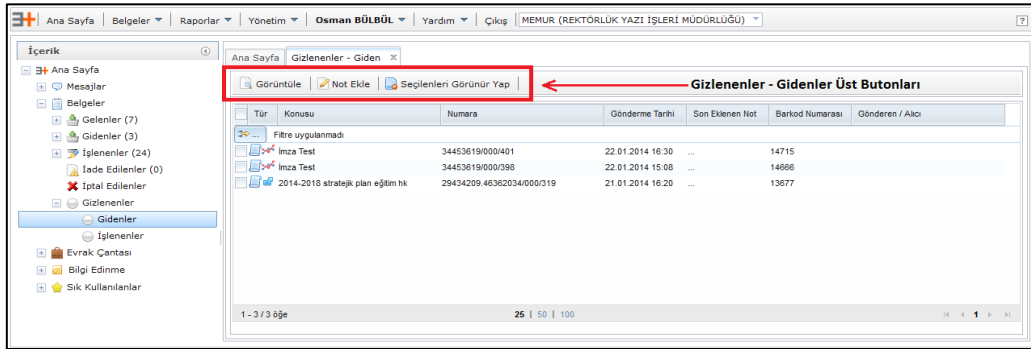 Ana Sayfa Belgeler Raporlar Yönetim Osman BÜLBÜL Yardım Çıkış MEMUR (REKTÖRLÜK YAZI İŞLERİ MÜDÜRLÜĞÜ) ?
İçerik
Ana Sayfa
Mesajlar
Belgeler
Gelenler (7)
Gidenler (3)
İşlenenler (24)
İade Edilenler (0)
İptal Edilenler
Gizlenenler
Gidenler
İşlenenler
Evrak Çantası
Bilgi Edinme
Sık Kullanılanlar
Ana Sayfa Gizlenenler - Giden x
Görüntüle Not Ekle Seçilenleri Görünür Yap Gizlenenler - Gidenler Üst Butonları
Tür Konusu Numara Gönderme Tarihi Son Eklenen Not Barkod Numarası Gönderen / Alıcı
... Filtre uygulanmadı
İmza Test 34453619/000/401 22.01.2014 16:30 ... 14715
İmza Test 34453619/000/398 22.01.2014 15:08 ... 14666
2014-2018 stratejik plan eğitim hk 29434209.46362034/000/319 21.01.2014 16:20 ... 13677
1 - 3 / 3 öğe 25 | 50 | 100 1